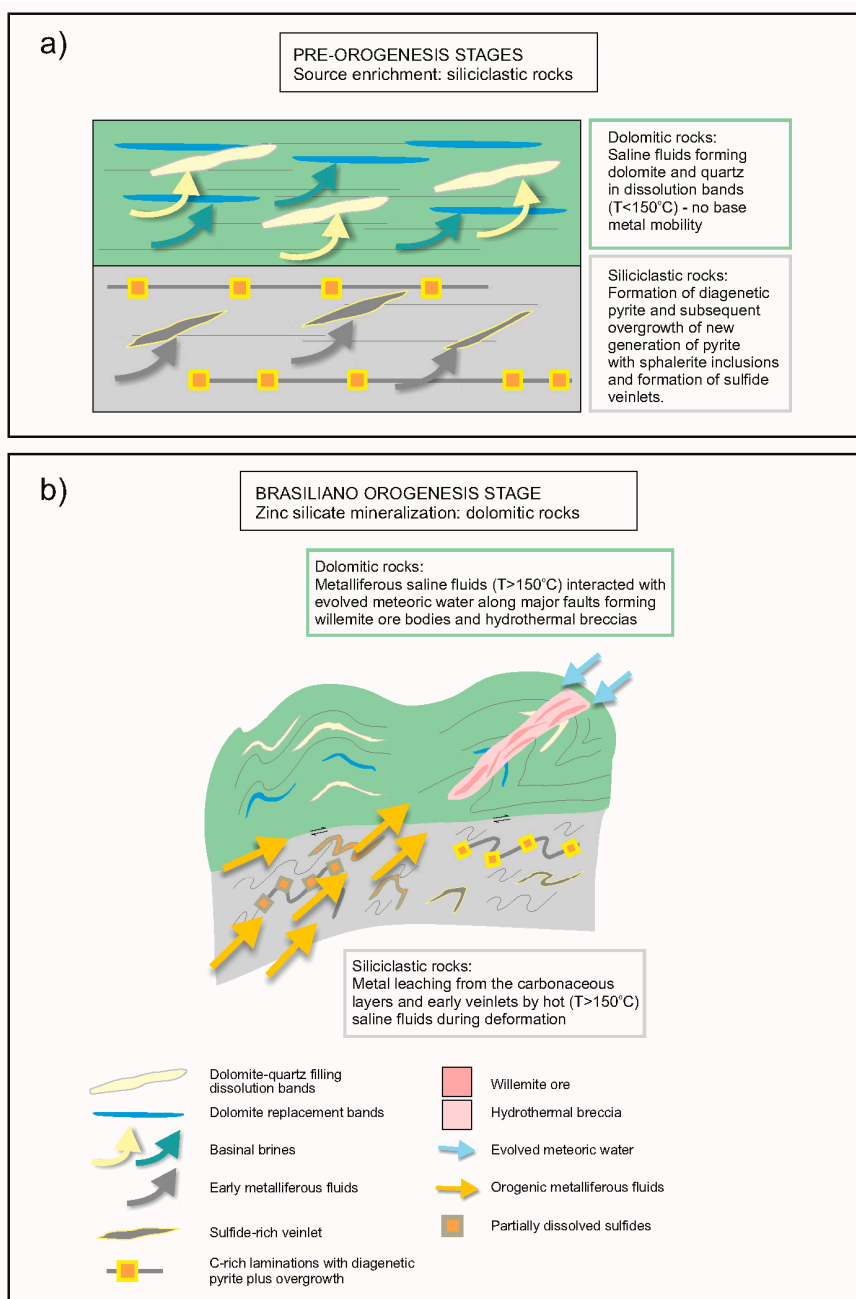 a)
PRE-OROGENESIS STAGES
Source enrichment: siliciclastic rocks
Dolomitic rocks:
Saline fluids forming
dolomite and quartz
in dissolution bands
(T<150°C) - no base
metal mobility
Siliciclastic rocks:
Formation of diagenetic
pyrite and subsequent
overgrowth of new
generation of pyrite
with sphalerite inclusions
and formation of sulfide
veinlets.
b)
BRASILIANO OROGENESIS STAGE
Zinc silicate mineralization: dolomitic rocks
Dolomitic rocks:
Metalliferous saline fluids (T>150°C) interacted with
evolved meteoric water along major faults forming
willemite ore bodies and hydrothermal breccias
Siliciclastic rocks:
Metal leaching from the carbonaceous
layers and early veinlets by hot (T>150°C)
saline fluids during deformation
Dolomite-quartz filling
dissolution bands
Dolomite replacement bands
Basinal brines
Early metalliferous fluids
Sulfide-rich veinlet
C-rich laminations with diagenetic
pyrite plus overgrowth
Willemite ore
Hydrothermal breccia
Evolved meteoric water
Orogenic metalliferous fluids
Partially dissolved sulfides